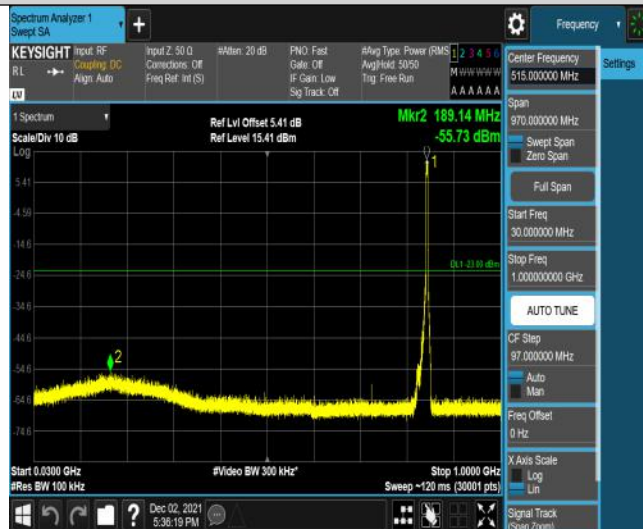 Spectrum Analyzer 1
Swept SA
Frequency
KEYSIGHT
Input: RF
Input Z: 50 Ω
#Atten: 20 dB
PNO: Fast
#Avg Type: Power (RMS
1 2 3 4 5 6
RL
Coupling: DC
Corrections: Off
Gate: Off
Avg|Hold: 50/50
M W W W W W
Align: Auto
Freq Ref: Int (S)
IF Gain: Low
Trig: Free Run
Sig Track: Off
A A A A A A
LXI
1 Spectrum
Ref Lvl Offset 5.41 dB
Mkr2 189.14 MHz
Scale/Div 10 dB
Ref Level 15.41 dBm
-55.73 dBm
Log
5.41
-4.59
-14.6
-24.6
-34.6
-44.6
-54.6
-64.6
-74.6
1
2
DL1 -23.00 dBm
Start 0.0300 GHz
#Video BW 300 kHz*
Stop 1.0000 GHz
#Res BW 100 kHz
Sweep ~120 ms (30001 pts)
Dec 02, 2021
5:36:19 PM
?
Center Frequency
515.000000 MHz
Settings
Span
970.000000 MHz
Swept Span
Zero Span
Full Span
Start Freq
30.000000 MHz
Stop Freq
1.000000000 GHz
AUTO TUNE
CF Step
97.000000 MHz
Auto
Man
Freq Offset
0 Hz
X Axis Scale
Log
Lin
Signal Track
(Span Zoom)